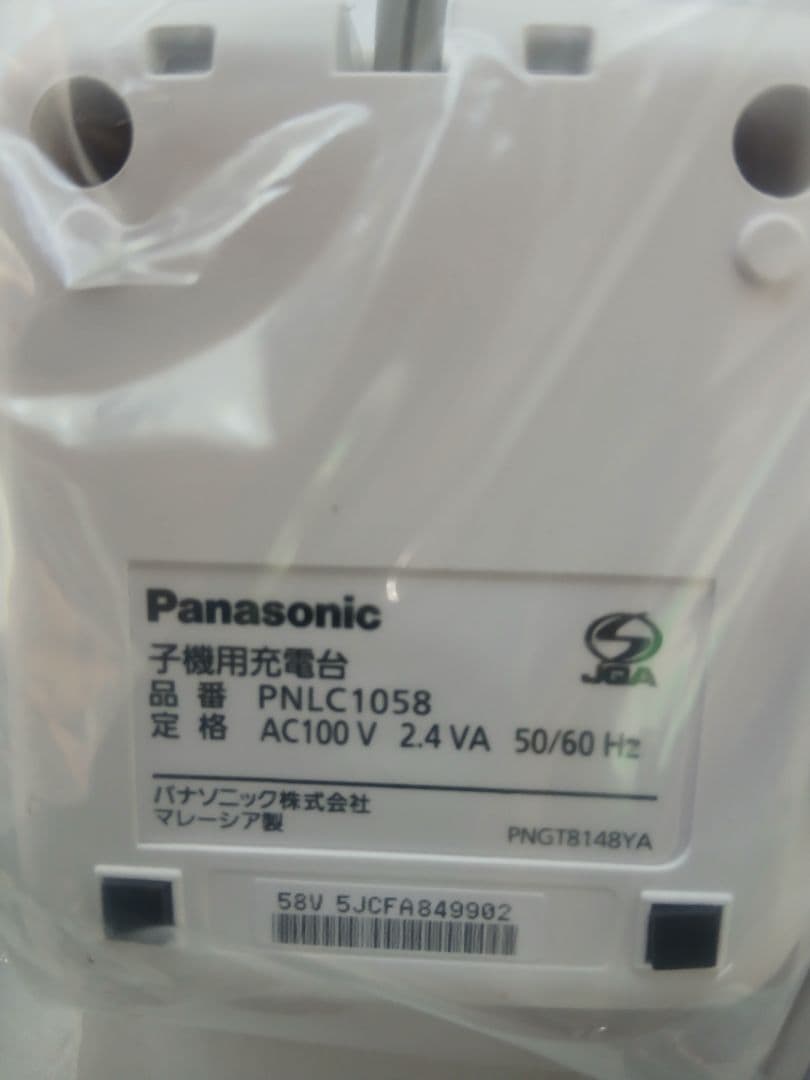 Panasonic
JQA
子機用充電台
品 番 PNLC1058
定 格 AC100 V 2.4 VA 50/60 Hz
パナソニック株式会社
マレーシア製
PNGT8148YA
58V 5JCFA849902